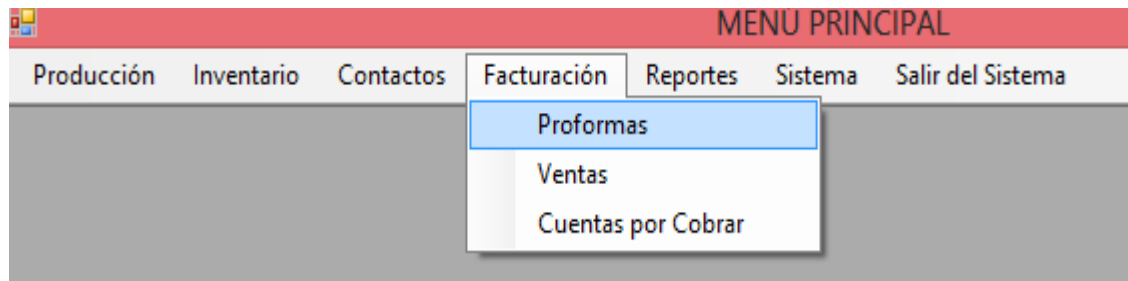 MENÚ PRINCIPAL
Producción Inventario Contactos Facturación Reportes Sistema Salir del Sistema
Proformas
Ventas
Cuentas por Cobrar